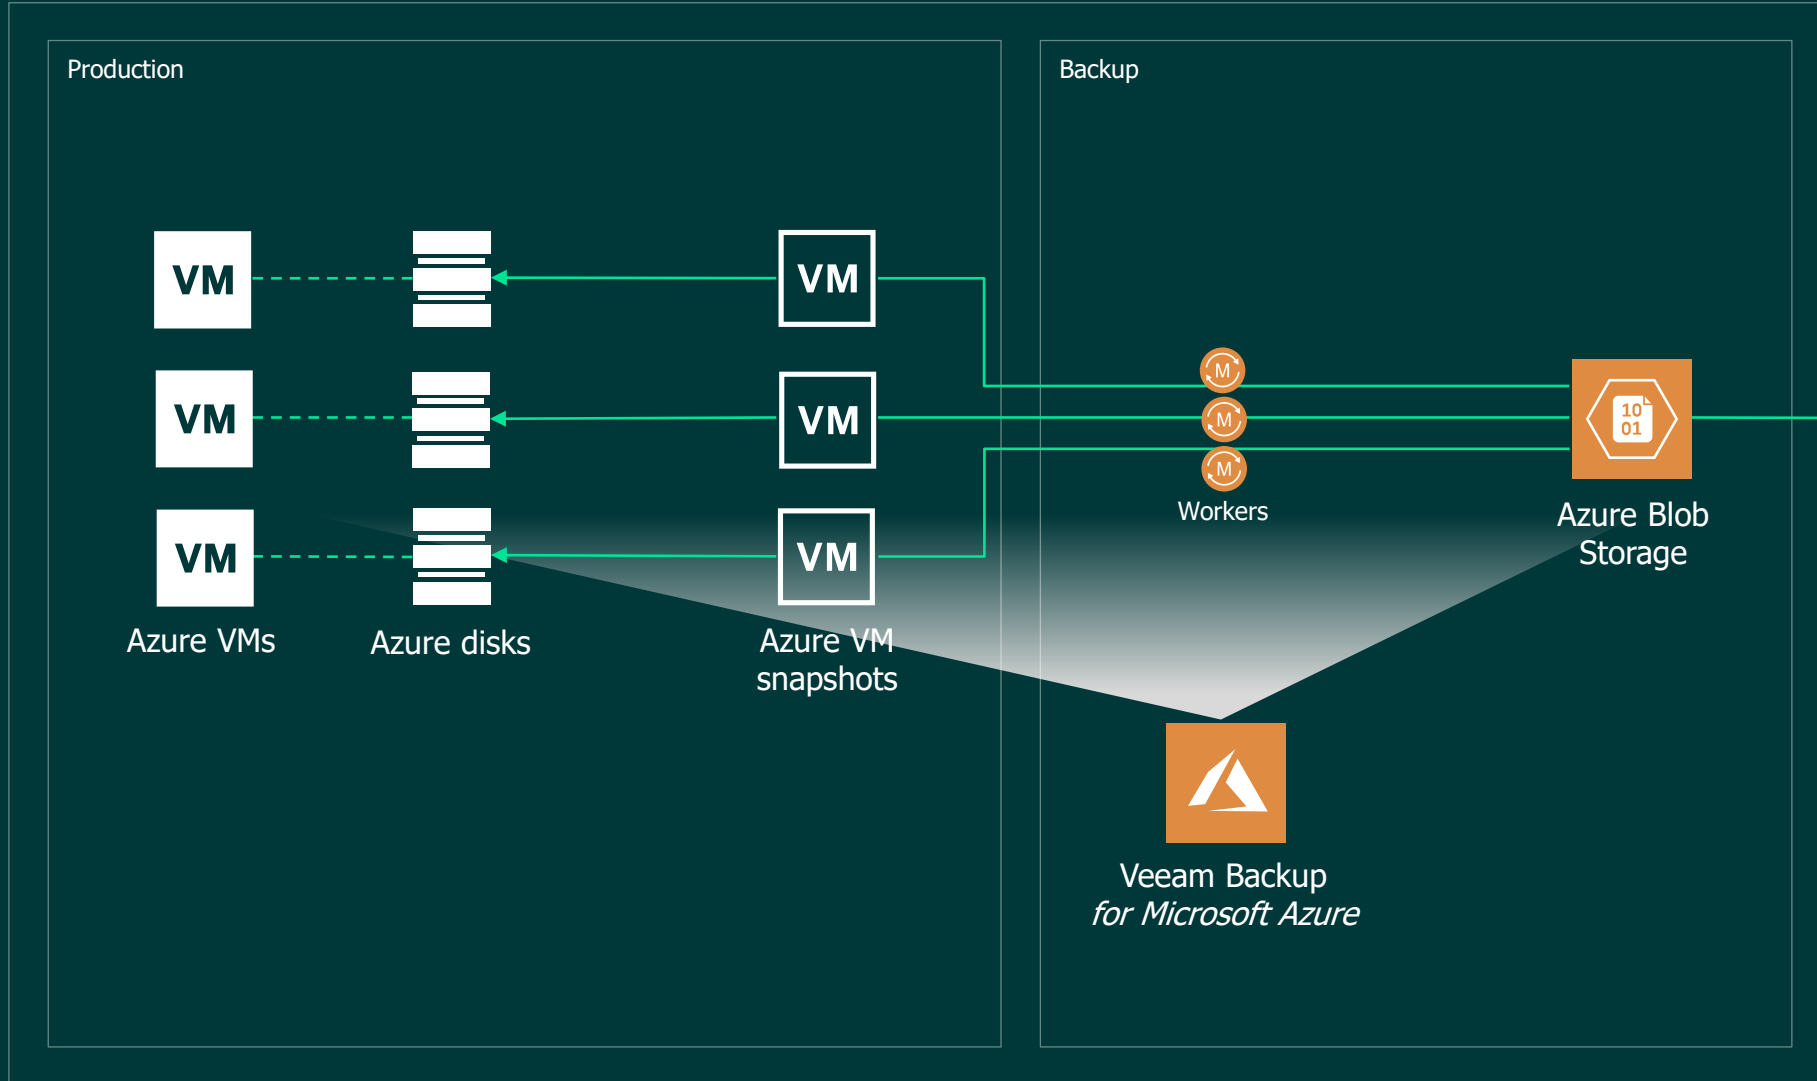 Production
Backup
VM
VM
VM
VM
VM
VM
M
M
M
10
01
Workers
Azure Blob
Storage
Azure VMs
Azure disks
Azure VM
snapshots
Veeam Backup
for Microsoft Azure